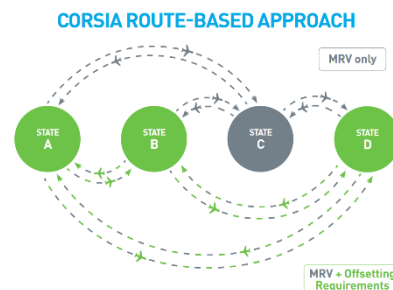 CORSIA ROUTE-BASED APPROACH
MRV only
STATE
A
STATE
B
STATE
C
STATE
D
MRV + Offsetting
Requirements